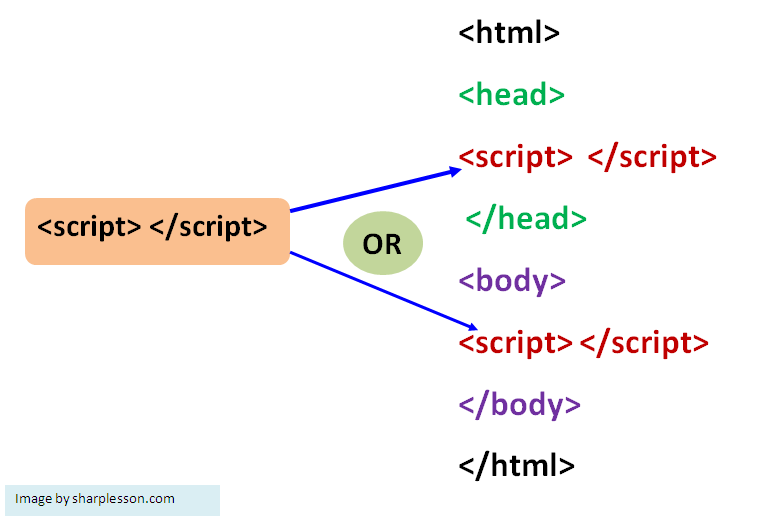 <html>
<head>
<script> </script>
</head>
<body>
<script> </script>
</body>
</html>
<script> </script>
OR
Image by sharplesson.com